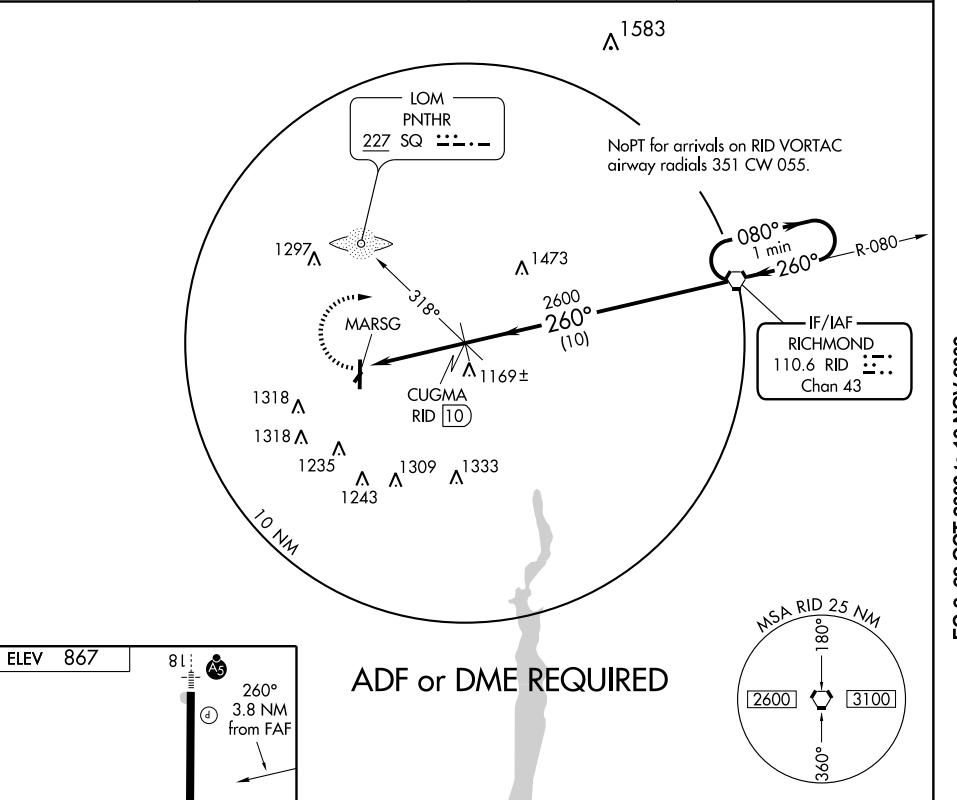 1583
LOM
PNTHR
227 SQ
NoPT for arrivals on RID VORTAC
airway radials 351 CW 055.
080°
1 min
260°
R-080
1297
1473
318°
2600
260°
(10)
MARSG
IF/IAF
RICHMOND
110.6 RID
Chan 43
1169±
CUGMA
RID 10
1318
1318
1235
1243
1309
1333
10 NM
MSA RID 25 NM
180°
2600
3100
360°
ELEV 867
18
A5
P
260°
3.8 NM
from FAF
ADF or DME REQUIRED